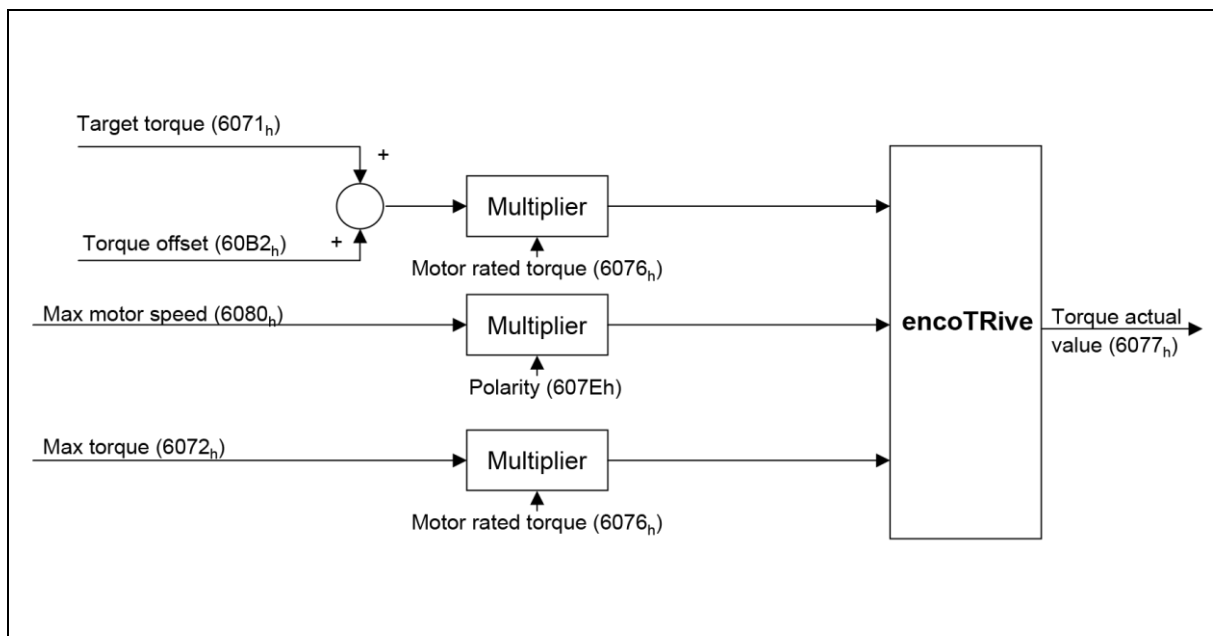 Target torque (6071h)
+
Multiplier
+
Torque offset (60B2h)
Motor rated torque (6076h)
Max motor speed (6080h)
Multiplier
Polarity (607Eh)
Max torque (6072h)
Multiplier
Motor rated torque (6076h)
encoTRive
Torque actual
value (6077h)